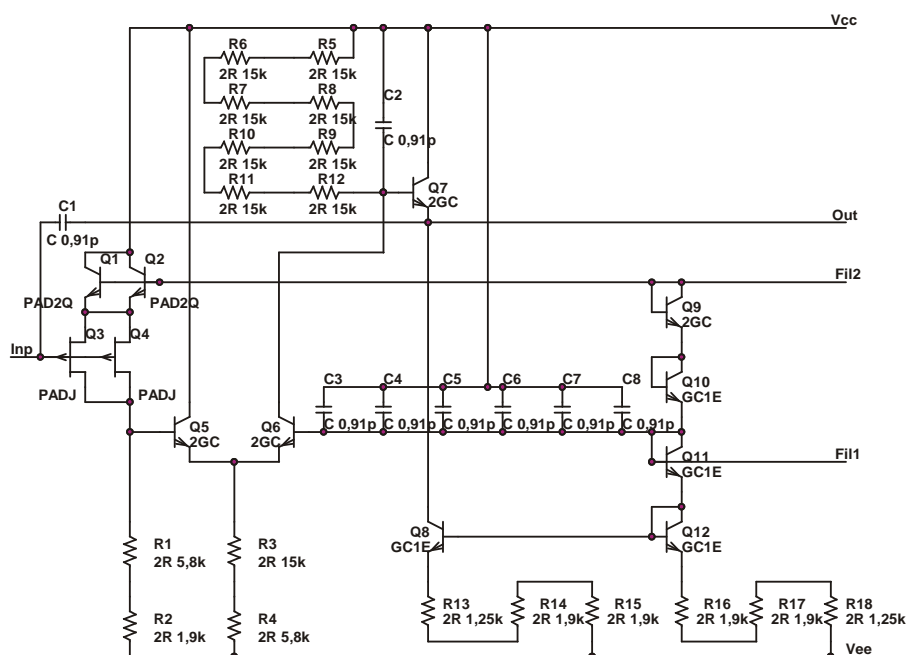 Vcc
R6
2R 15k
R5
2R 15k
R7
2R 15k
R8
2R 15k
R10
2R 15k
R9
2R 15k
R11
2R 15k
R12
2R 15k
C2
C 0,91p
Q7
2GC
C1
C 0,91p
Out
Q1
PAD2Q
Q2
PAD2Q
Fil2
Q9
2GC
Inp
Q3
PADJ
Q4
PADJ
Q10
GC1E
C3
C 0,91p
C4
C 0,91p
C5
C 0,91p
C6
C 0,91p
C7
C 0,91p
C8
C 0,91p
Q5
2GC
Q6
2GC
Q11
GC1E
Fil1
Q8
GC1E
Q12
GC1E
R1
2R 5,8k
R3
2R 15k
R2
2R 1,9k
R4
2R 5,8k
R13
2R 1,25k
R14
2R 1,9k
R15
2R 1,9k
R16
2R 1,9k
R17
2R 1,9k
R18
2R 1,25k
Vee